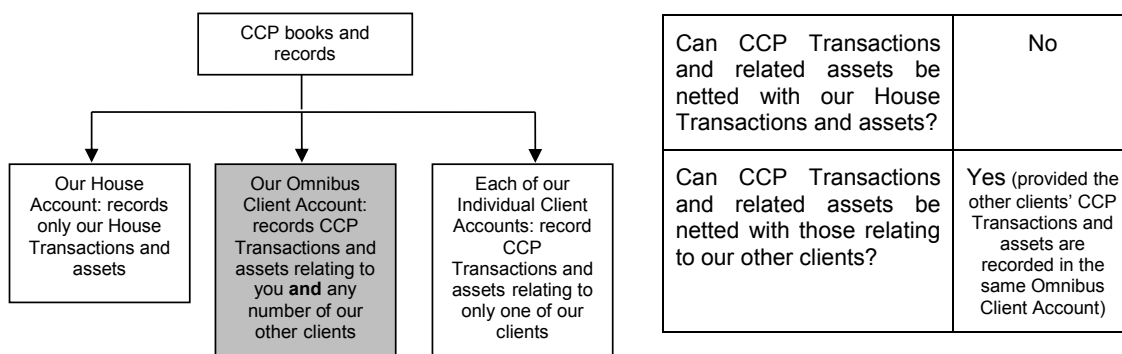 CCP books and
records
Our House
Account: records
only our House
Transactions and
assets
Our Omnibus
Client Account:
records CCP
Transactions and
assets relating to
you and any
number of our
other clients
Each of our
Individual Client
Accounts: record
CCP
Transactions and
assets relating to
only one of our
clients
Can CCP Transactions
and related assets be
netted with our House
Transactions and assets?
No
Can CCP Transactions
and related assets be
netted with those relating
to our other clients?
Yes (provided the
other clients’ CCP
Transactions and
assets are
recorded in the
same Omnibus
Client Account)